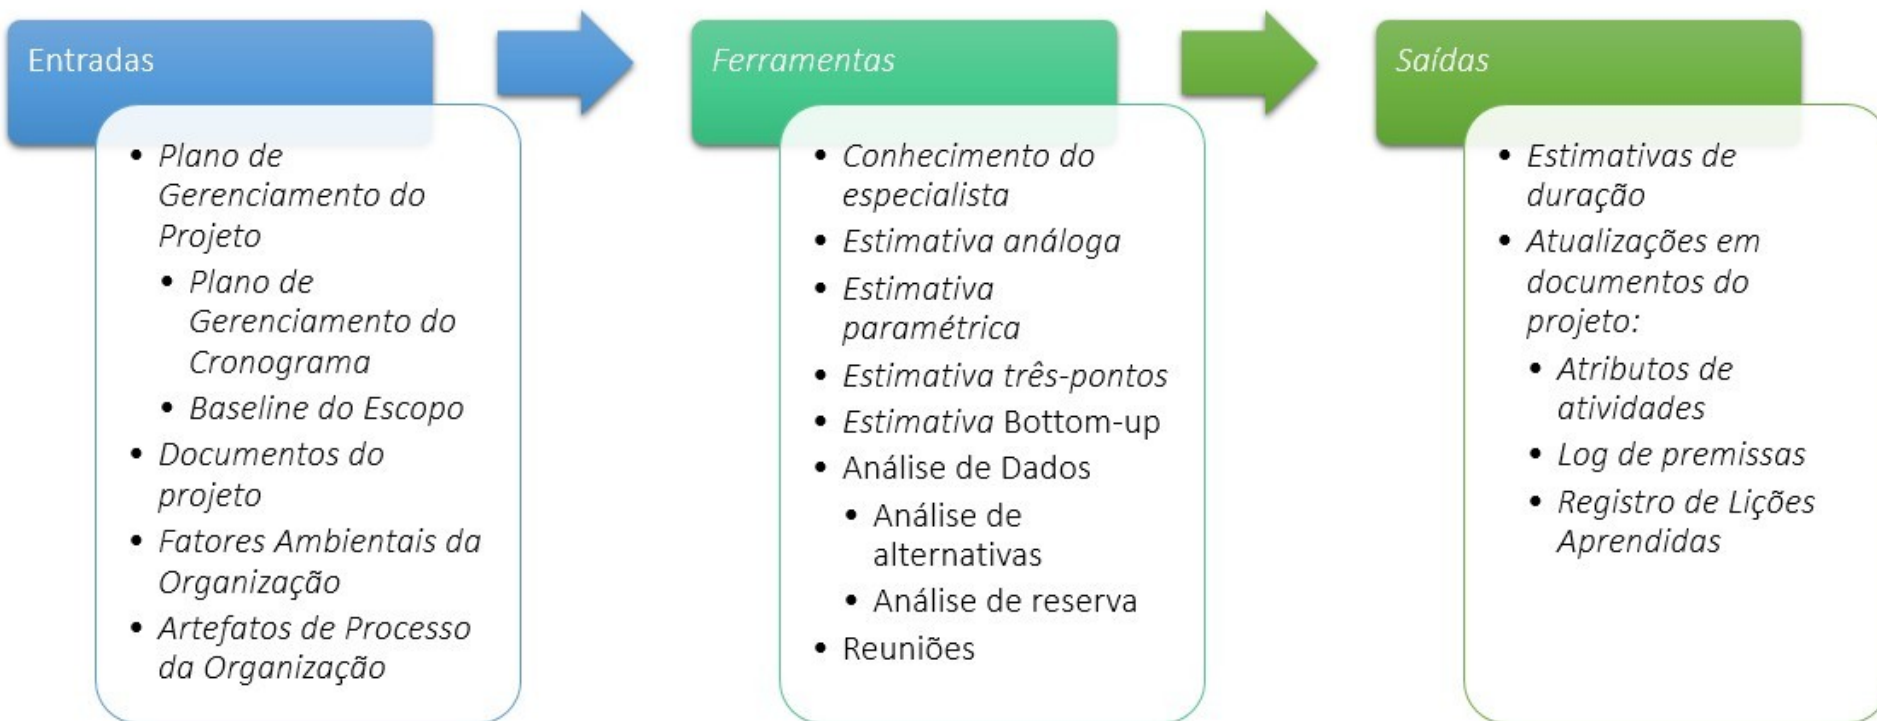 Entradas
• Plano de
Gerenciamento do
Projeto
• Plano de
Gerenciamento do
Cronograma
• Baseline do Escopo
• Documentos do
projeto
• Fatores Ambientais da
Organização
• Artefatos de Processo
da Organização
Ferramentas
• Conhecimento do
especialista
• Estimativa análoga
• Estimativa
paramétrica
• Estimativa três-pontos
• Estimativa Bottom-up
• Análise de Dados
• Análise de
alternativas
• Análise de reserva
• Reuniões
Saídas
• Estimativas de
duração
• Atualizações em
documentos do
projeto:
• Atributos de
atividades
• Log de premissas
• Registro de Lições
Aprendidas